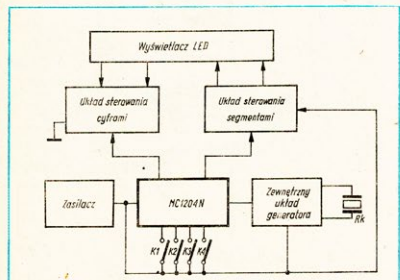 Wyświetlacz LED
Układ sterowania
cyframi
Układ sterowania
segmentami
Zasilacz
MC1204N
Zewnętrzny
układ
generatora
RK
K1 K2 K3 K4